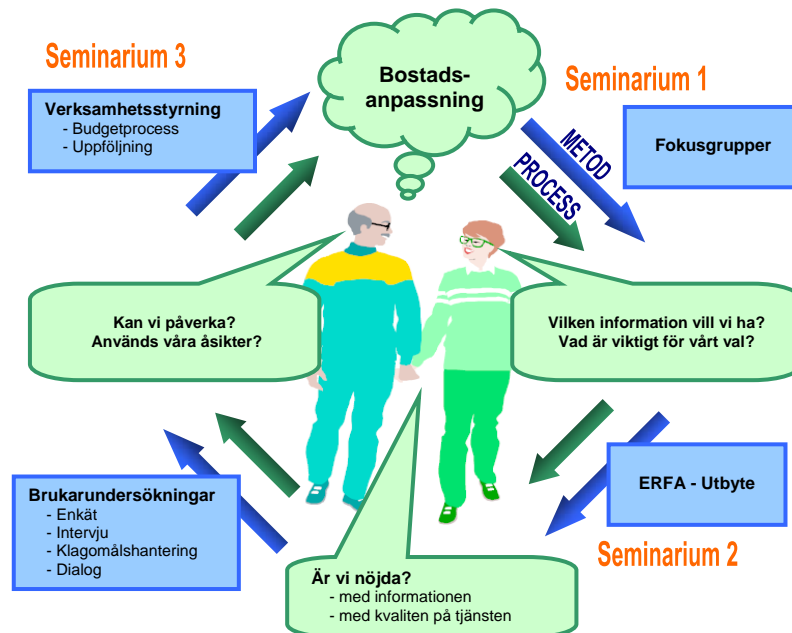 Seminarium 3
Bostads-
anpassning
Seminarium 1
Verksamhetsstyrning
- Budgetprocess
- Uppföljning
METOD
PROCESS
Fokusgrupper
Kan vi påverka?
Används våra åsikter?
Vilken information vill vi ha?
Vad är viktigt för vårt val?
Brukarundersökningar
- Enkät
- Intervju
- Klagomålshantering
- Dialog
ERFA - Utbyte
Seminarium 2
Är vi nöjda?
- med informationen
- med kvaliten på tjänsten